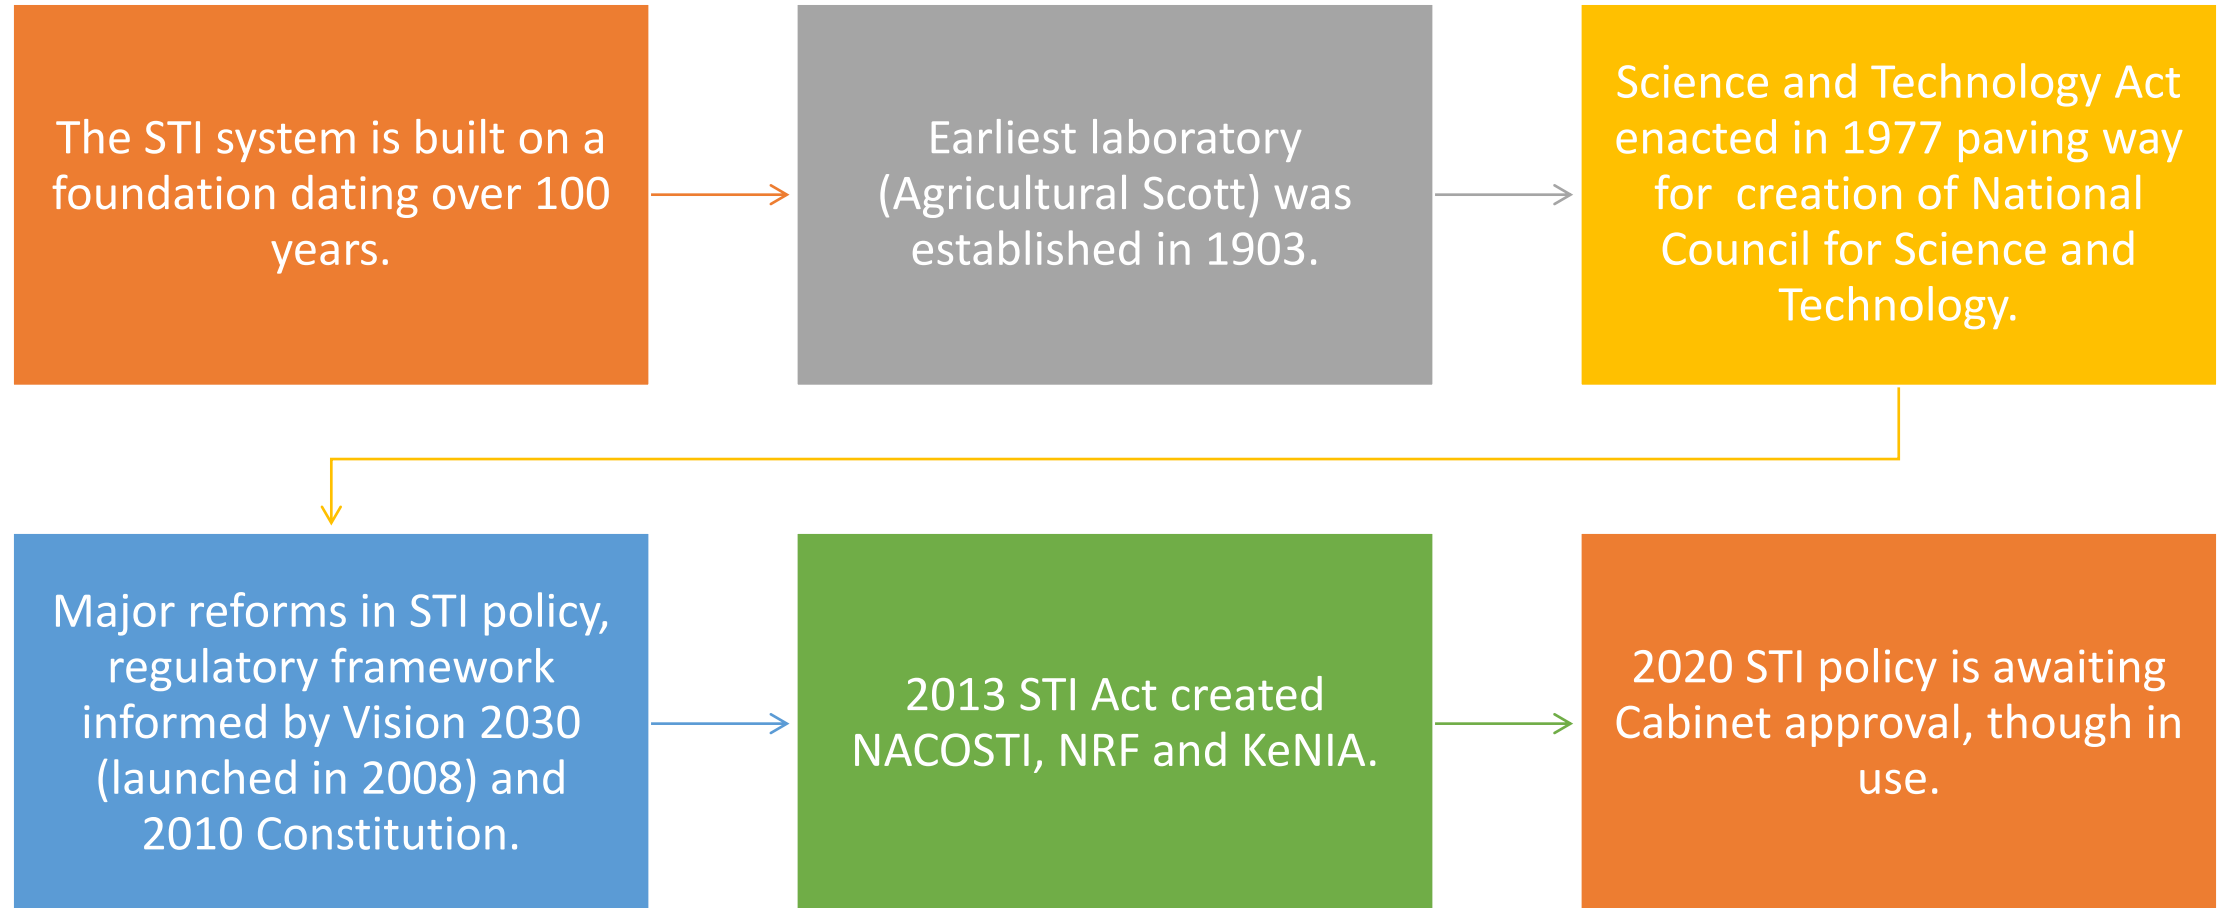 The STI system is built on a
foundation dating over 100
years.
Earliest laboratory
(Agricultural Scott) was
established in 1903.
Science and Technology Act
enacted in 1977 paving way
for  creation of National
Council for Science and
Technology.
Major reforms in STI policy,
regulatory framework
informed by Vision 2030
(launched in 2008) and
2010 Constitution.
2013 STI Act created
NACOSTI, NRF and KeNIA.
2020 STI policy is awaiting
Cabinet approval, though in
use.